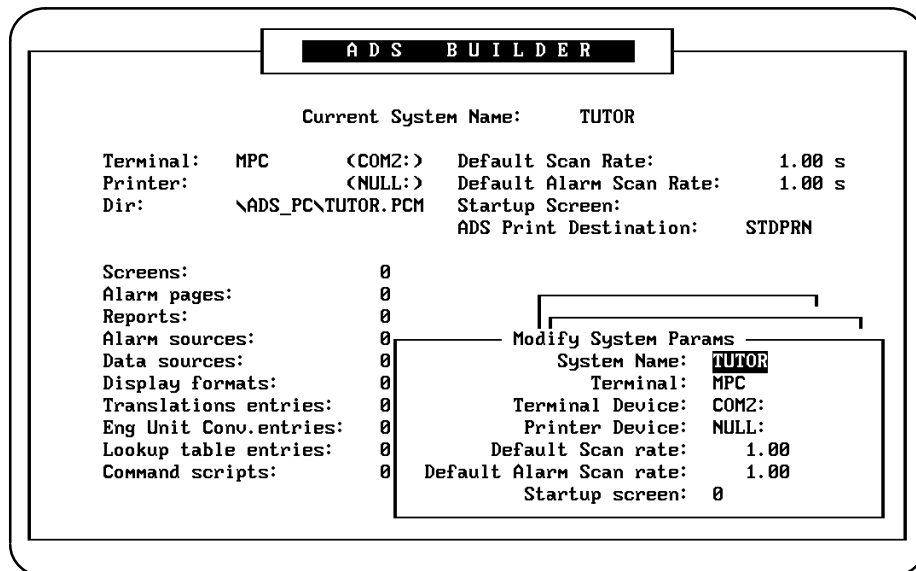 ADS BUILDER
Current System Name: TUTOR
Terminal: MPC (COM2:) Default Scan Rate: 1.00 s
Printer: (NULL:) Default Alarm Scan Rate: 1.00 s
Dir: \ADS_PC\TUTOR.PCM Startup Screen:
ADS Print Destination: STDPRN
Screens: 0
Alarm pages: 0
Reports: 0
Alarm sources: 0
Data sources: 0
Display formats: 0
Translations entries: 0
Eng Unit Conv.entries: 0
Lookup table entries: 0
Command scripts: 0
Modify System Params
System Name: TUTOR
Terminal: MPC
Terminal Device: COM2:
Printer Device: NULL:
Default Scan rate: 1.00
Default Alarm Scan rate: 1.00
Startup screen: 0